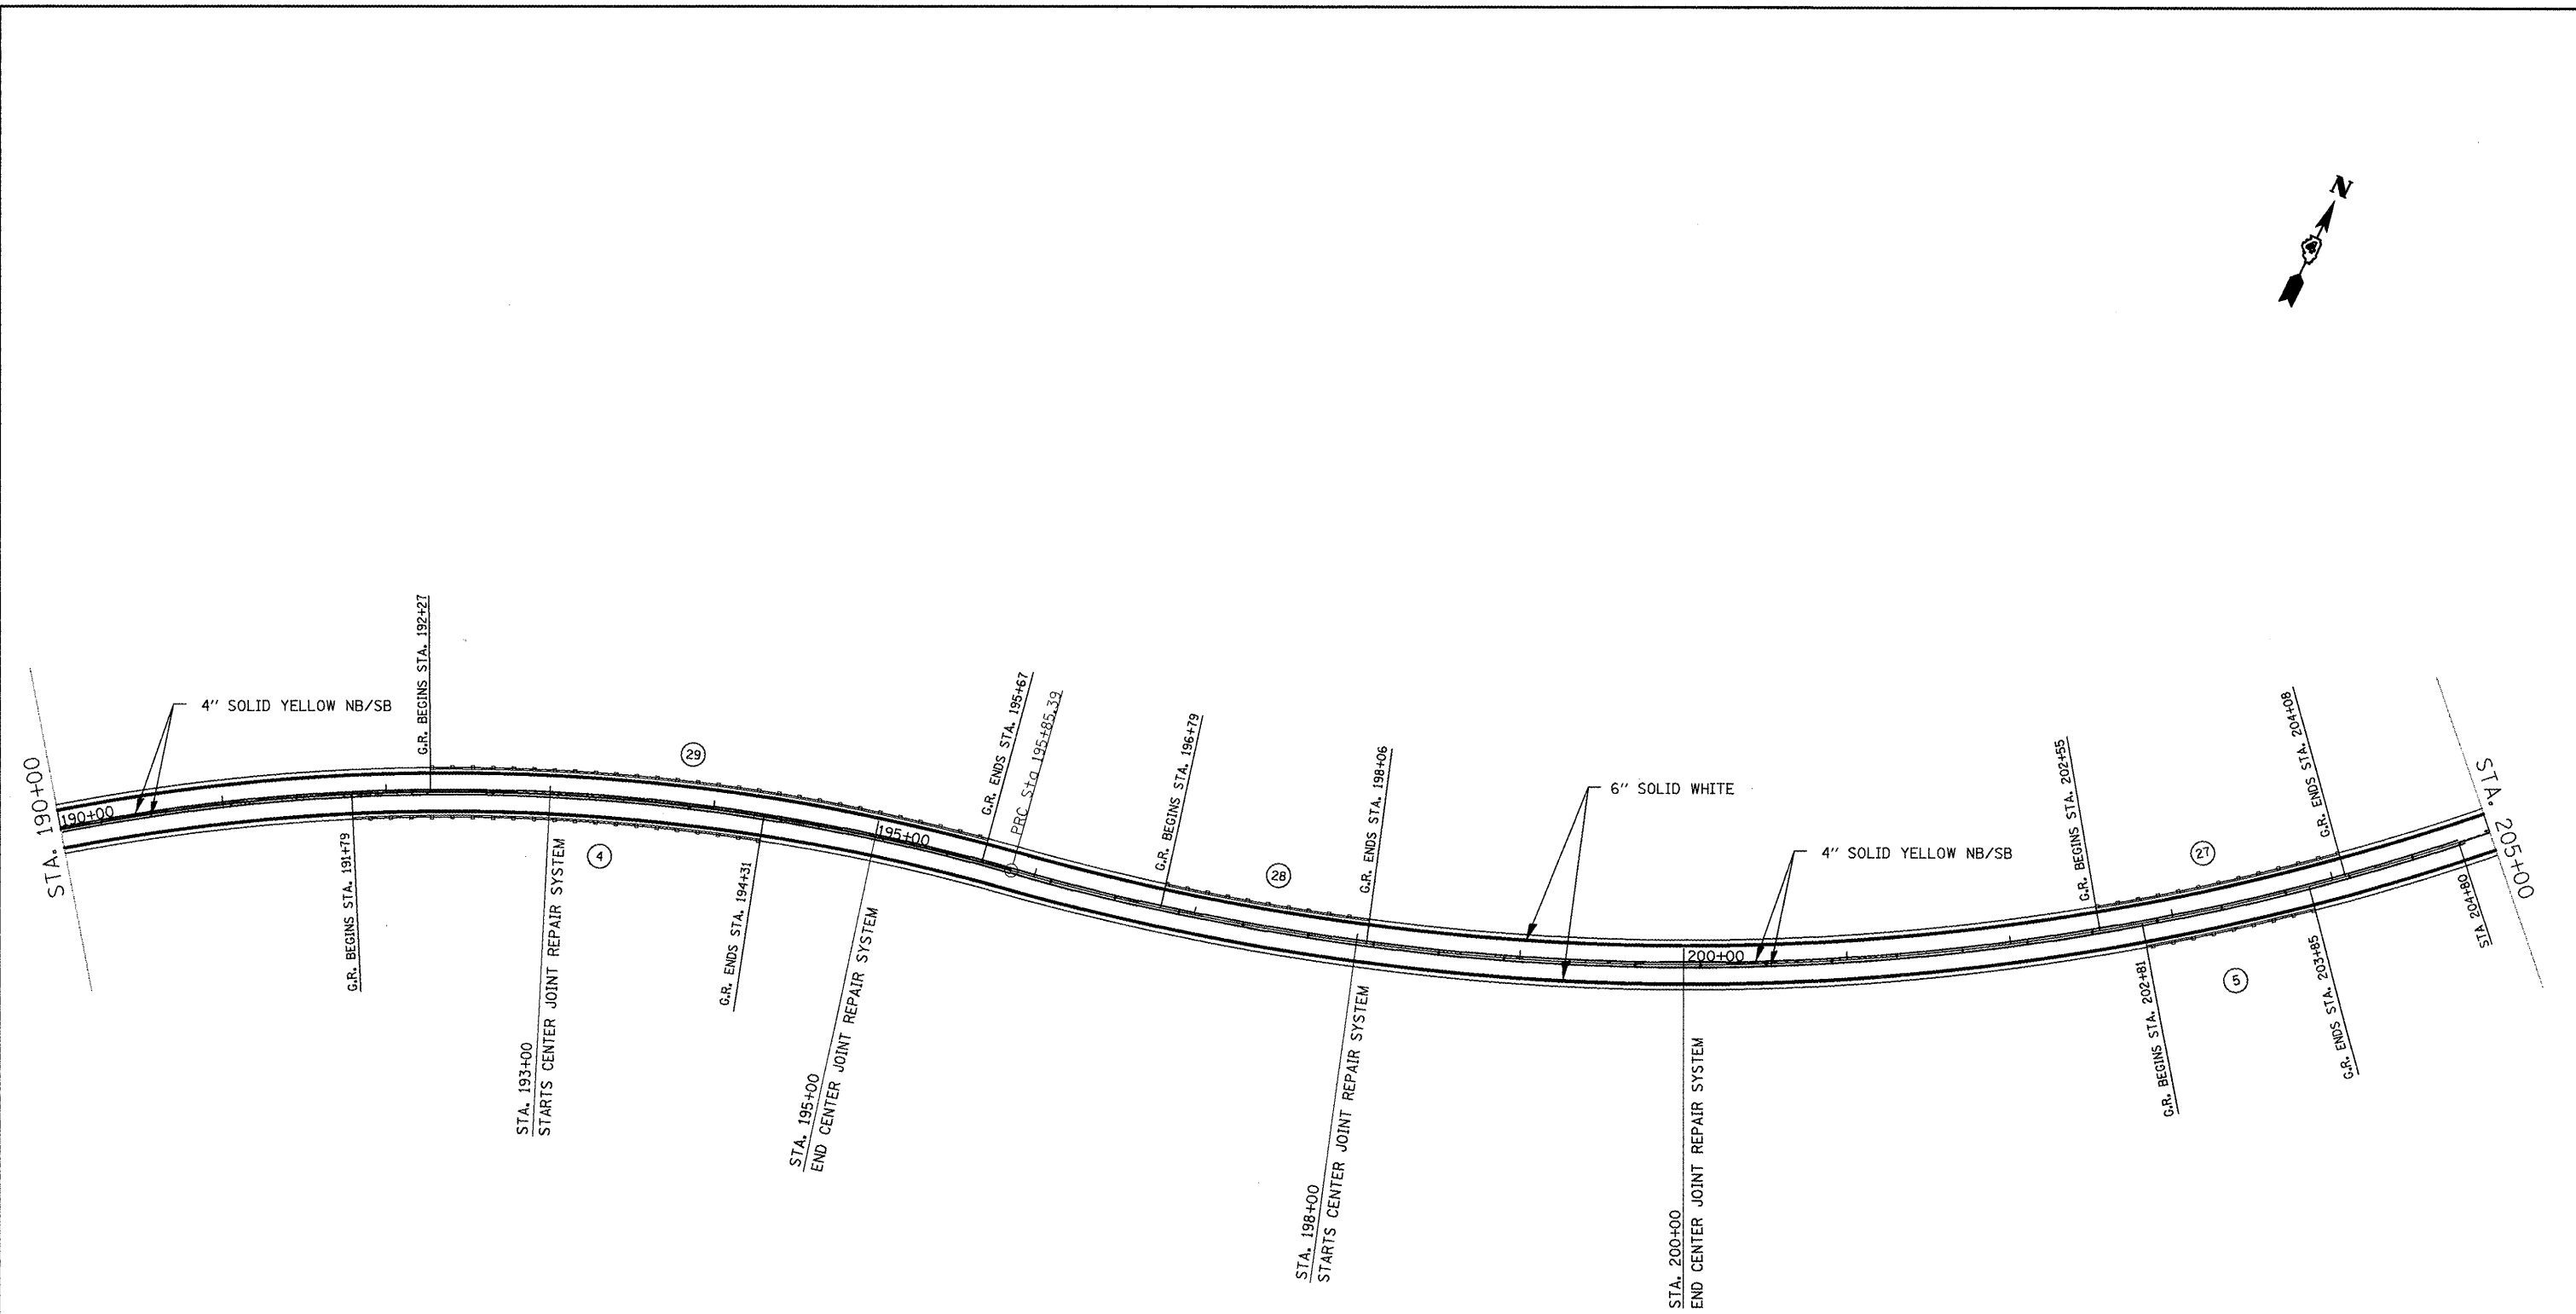 N
G.R. BEGINS STA. 192+27
4" SOLID YELLOW NB/SB
29
G.R. ENDS STA. 195+67
PRC Sta 195+85.39
G.R. BEGINS STA. 196+79
28
G.R. ENDS STA. 198+06
6" SOLID WHITE
4" SOLID YELLOW NB/SB
G.R. BEGINS STA. 202+55
27
G.R. ENDS STA. 204+08
STA. 190+00
190+00
195+00
200+00
STA. 205+00
STA 204+80
G.R. BEGINS STA. 191+79
4
STA. 193+00
STARTS CENTER JOINT REPAIR SYSTEM
G.R. ENDS STA. 194+31
STA. 195+00
END CENTER JOINT REPAIR SYSTEM
STA. 198+00
STARTS CENTER JOINT REPAIR SYSTEM
STA. 200+00
END CENTER JOINT REPAIR SYSTEM
G.R. BEGINS STA. 202+81
5
G.R. ENDS STA. 203+85